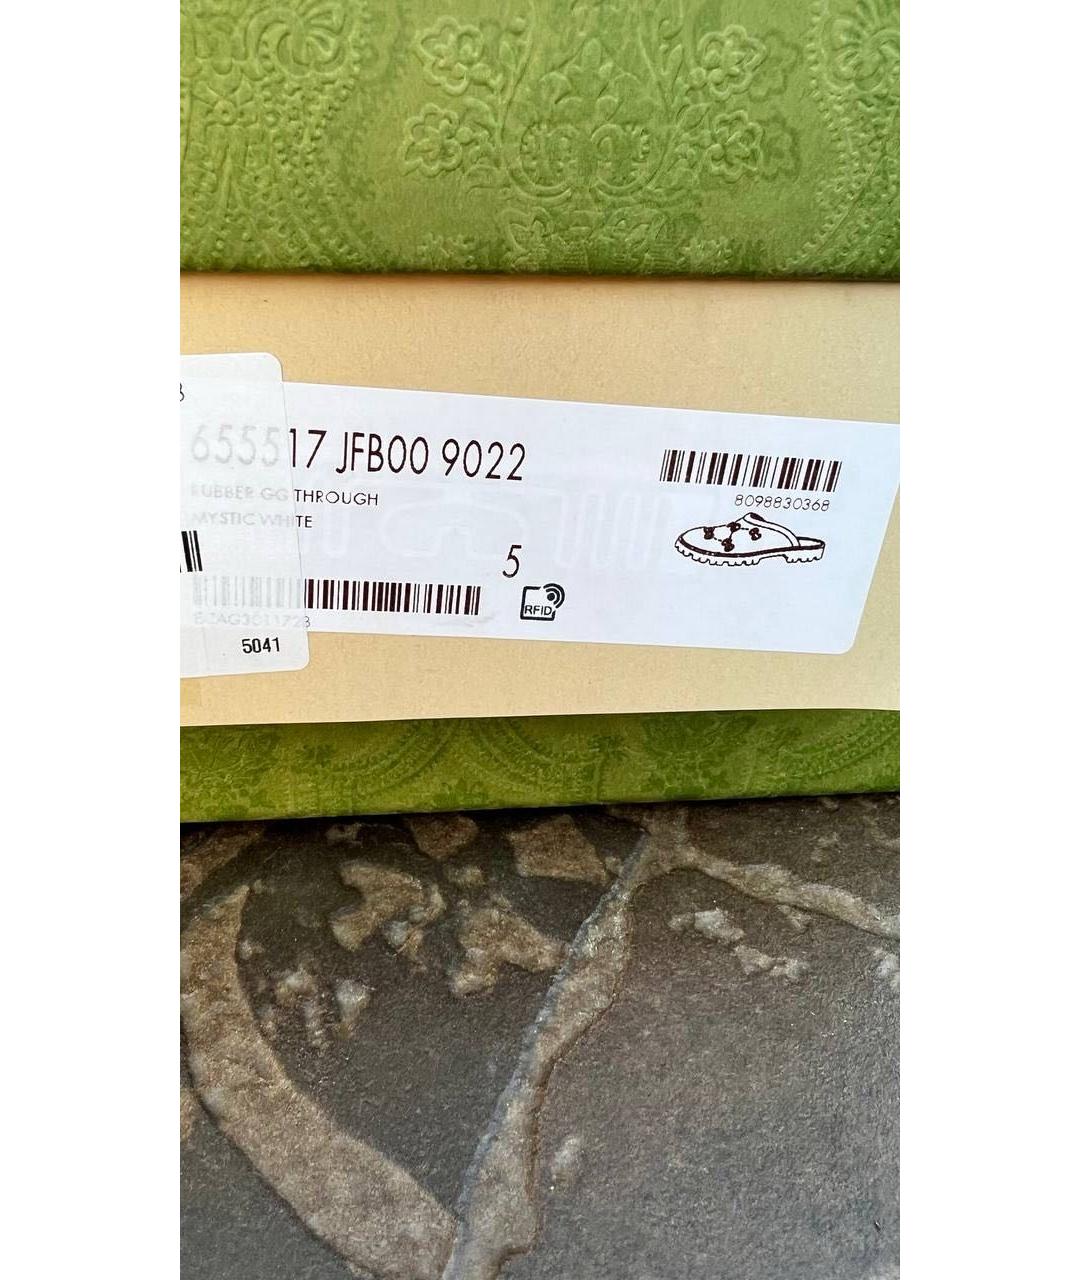 655517 JFB00 9022
RUBBER GG THROUGH
MYSTIC WHITE
8098830368
5
RFID
5041